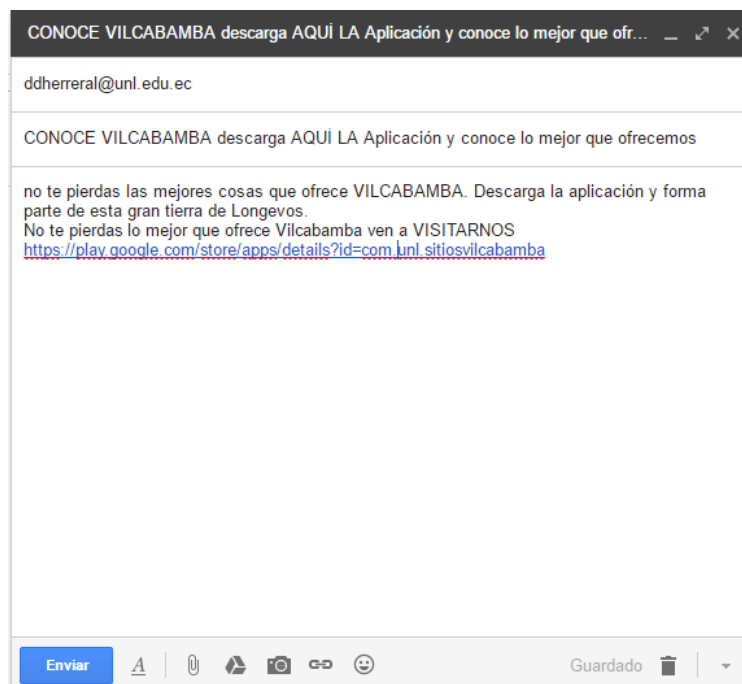 CONOCE VILCABAMBA descarga AQUÍ LA Aplicación y conoce lo mejor que ofr...
ddherreral@unl.edu.ec
CONOCE VILCABAMBA descarga AQUÍ LA Aplicación y conoce lo mejor que ofrecemos
no te pierdas las mejores cosas que ofrece VILCABAMBA. Descarga la aplicación y forma
parte de esta gran tierra de Longevos.
No te pierdas lo mejor que ofrece Vilcabamba ven a VISITARNOS
https://play.google.com/store/apps/details?id=com.unl.sitiosvilcabamba
Enviar A Guardado